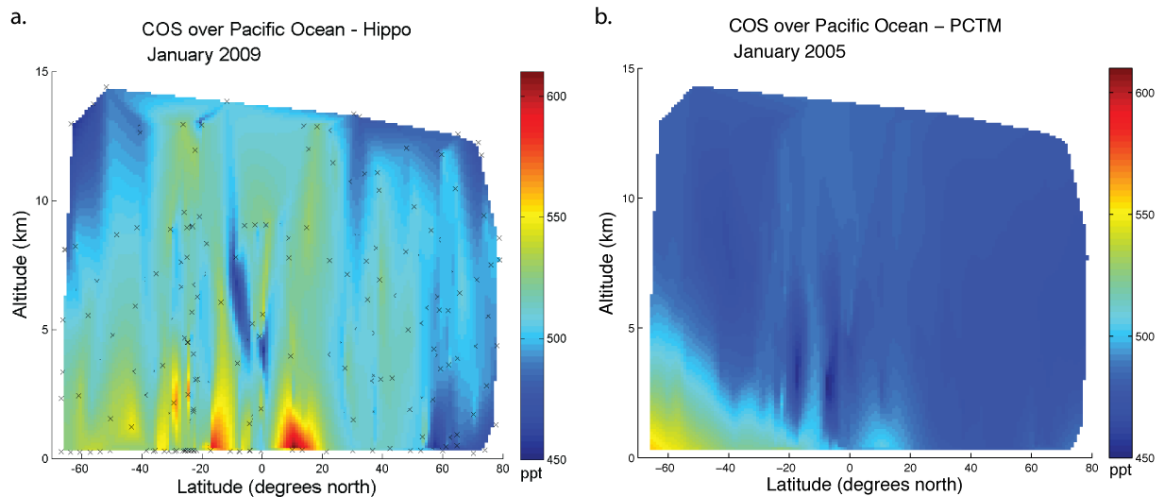 a.
COS over Pacific Ocean - Hippo
January 2009
15
10
5
0
Altitude (km)
-60
-40
-20
0
20
40
60
80
Latitude (degrees north)
600
550
500
450
ppt
b.
COS over Pacific Ocean – PCTM
January 2005
15
10
5
0
Altitude (km)
−60
−40
−20
0
20
40
60
80
Latitude (degrees north)
600
550
500
450
ppt